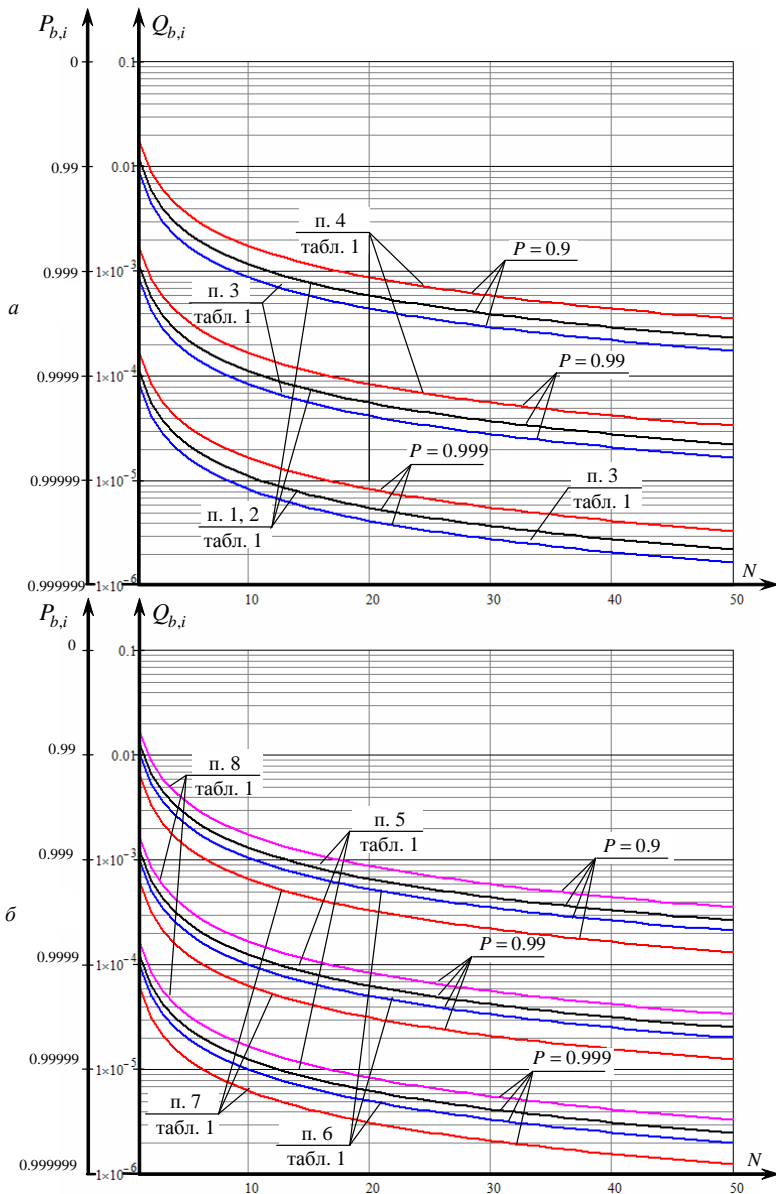 P_{b,i} Q_{b,i}
0 0.1
0.99 0.01
п. 4
табл. 1
P = 0.9
0.999 1×10⁻³
п. 3
табл. 1
а
P = 0.99
0.9999 1×10⁻⁴
P = 0.999
0.99999 1×10⁻⁵
п. 3
табл. 1
п. 1, 2
табл. 1
0.999999 1×10⁻⁶
N
10 20 30 40 50
P_{b,i} Q_{b,i}
0 0.1
0.99 0.01
п. 8
табл. 1
п. 5
табл. 1
P = 0.9
0.999 1×10⁻³
б
P = 0.99
0.9999 1×10⁻⁴
P = 0.999
0.99999 1×10⁻⁵
п. 7
табл. 1
п. 6
табл. 1
0.999999 1×10⁻⁶
N
10 20 30 40 50